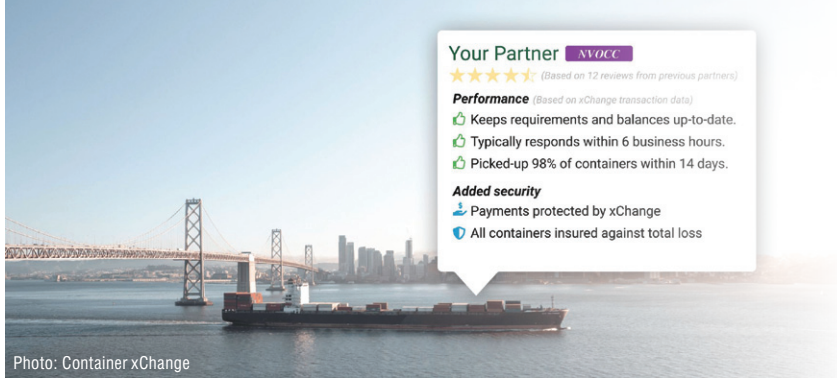 Your Partner NVOCC
(Based on 12 reviews from previous partners)
Performance (Based on xChange transaction data)
Keeps requirements and balances up-to-date.
Typically responds within 6 business hours.
Picked-up 98% of containers within 14 days.
Added security
Payments protected by xChange
All containers insured against total loss
Photo: Container xChange